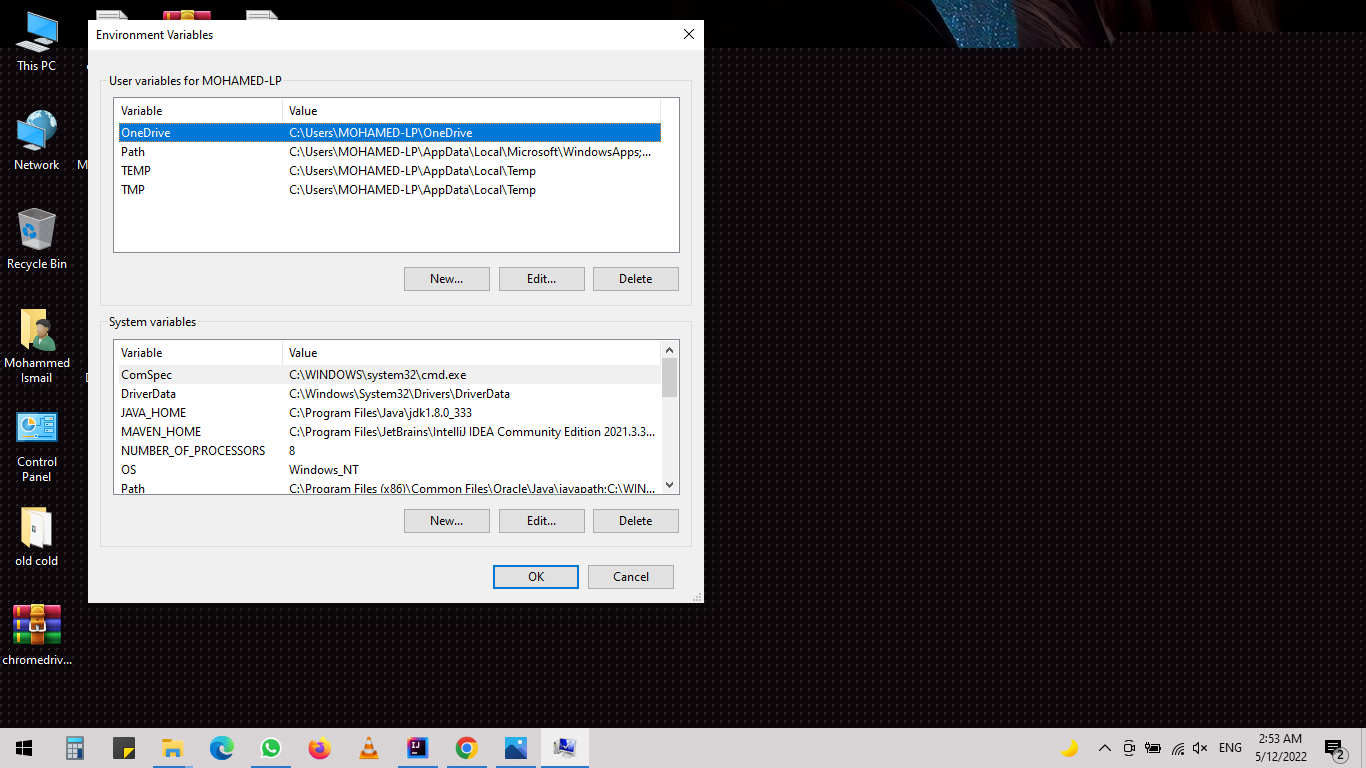 Environment Variables
This PC
User variables for MOHAMED-LP
Variable Value
OneDrive C:\Users\MOHAMED-LP\OneDrive
Path C:\Users\MOHAMED-LP\AppData\Local\Microsoft\WindowsApps;...
TEMP C:\Users\MOHAMED-LP\AppData\Local\Temp
TMP C:\Users\MOHAMED-LP\AppData\Local\Temp
Network
M
Recycle Bin
New... Edit... Delete
System variables
Variable Value
ComSpec C:\WINDOWS\system32\cmd.exe
DriverData C:\Windows\System32\Drivers\DriverData
JAVA_HOME C:\Program Files\Java\jdk1.8.0_333
MAVEN_HOME C:\Program Files\JetBrains\IntelliJ IDEA Community Edition 2021.3.3...
NUMBER_OF_PROCESSORS 8
OS Windows_NT
Path C:\Program Files (x86)\Common Files\Oracle\Java\javapath;C:\WIN...
Mohammed
Ismail
Control
Panel
New... Edit... Delete
old cold
OK Cancel
chromedriv...
IJ
ENG
2:53 AM
5/12/2022
2